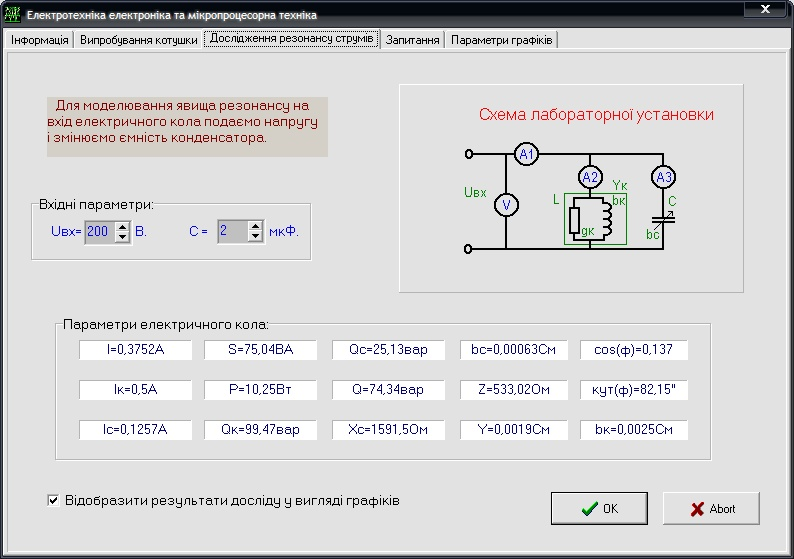 Електротехніка електроніка та мікропроцесорна техніка
X
Інформація
Випробування котушки
Дослідження резонансу струмів
Запитання
Параметри графіків
Для моделювання явища резонансу на
вхід електричного кола подаємо напругу
і змінюємо ємність конденсатора.
Схема лабораторної установки
A1
A2
A3
Yк
Uвх
V
L
bк
C
gк
bc
Вхідні параметри:
Uвх= 200 В. C = 2 мкФ.
Параметри електричного кола:
I=0,3752А S=75,04ВА Qc=25,13вар bc=0,00063См cos(ф)=0,137
Iк=0,5А P=10,25Вт Q=74,34вар Z=533,02Ом кут(ф)=82,15"
Ic=0,1257А Qк=99,47вар Xc=1591,5Ом Y=0,0019См bк=0,0025См
Відобразити результати досліду у вигляді графіків
OK
Abort